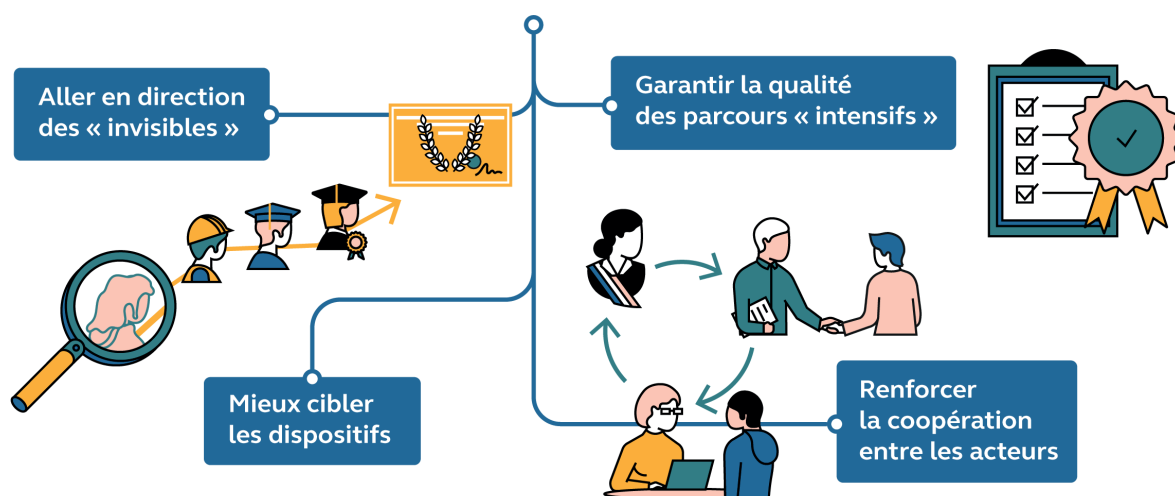 Aller en direction
des « invisibles »
Garantir la qualité
des parcours « intensifs »
Mieux cibler
les dispositifs
Renforcer
la coopération
entre les acteurs